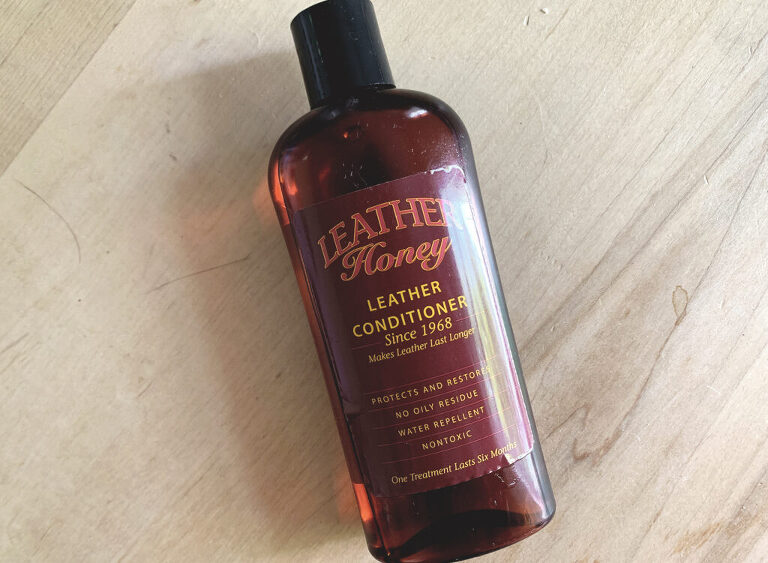 LEATHER
Honey
LEATHER
CONDITIONER
Since 1968
Makes Leather Last Longer
PROTECTS AND RESTORES
NO OILY RESIDUE
WATER REPELLENT
NONTOXIC
One Treatment Lasts Six Months